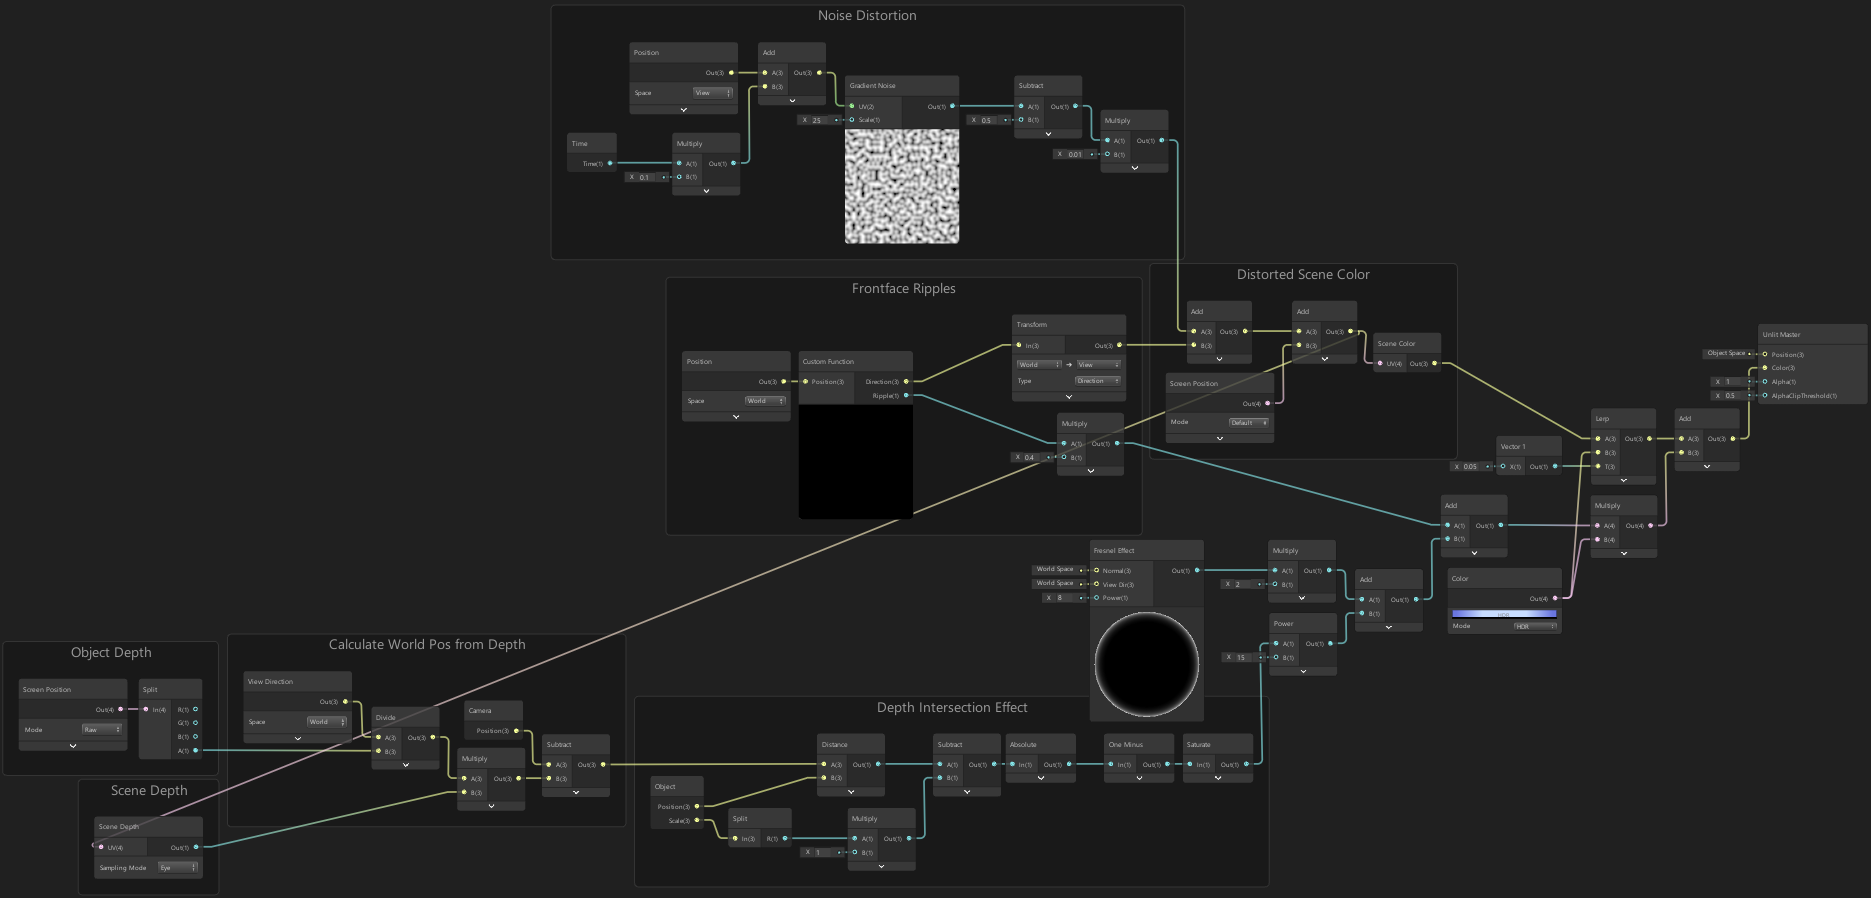 Noise Distortion
Position
Out(3)
Space
View
Add
A(3)
Out(3)
B(3)
Time
Time(1)
Multiply
A(1)
Out(1)
X 0.1
B(1)
Gradient Noise
UV(2)
Out(1)
X 25
Scale(1)
Subtract
A(1)
Out(1)
X 0.5
B(1)
Multiply
A(1)
Out(1)
X 0.01
B(1)
Frontface Ripples
Position
Out(3)
Space
World
Custom Function
Position(3)
Direction(3)
Ripple(1)
Transform
In(3)
Out(3)
World
View
Type
Direction
Multiply
A(1)
Out(1)
X 0.4
B(1)
Distorted Scene Color
Add
A(3)
Out(3)
B(3)
Add
A(3)
Out(3)
B(3)
Scene Color
UV(4)
Out(3)
Screen Position
Out(4)
Mode
Default
Unlit Master
Object Space
Position(3)
Color(3)
X 1
Alpha(1)
X 0.5
AlphaClipThreshold(1)
Lerp
A(3)
Out(3)
B(3)
T(3)
Add
A(3)
Out(3)
B(3)
Vector 1
X 0.05
X(1)
Out(1)
Multiply
A(4)
Out(4)
B(4)
Add
A(1)
Out(1)
B(1)
Color
Out(4)
HDR
Mode
HDR
Fresnel Effect
World Space
Normal(3)
Out(1)
World Space
View Dir(3)
X 8
Power(1)
Multiply
A(1)
Out(1)
X 2
B(1)
Add
A(1)
Out(1)
B(1)
Power
A(1)
Out(1)
X 15
B(1)
Object Depth
Screen Position
Out(4)
Mode
Raw
Split
In(4)
R(1)
G(1)
B(1)
A(1)
Scene Depth
Scene Depth
UV(4)
Out(1)
Sampling Mode
Eye
Calculate World Pos from Depth
View Direction
Out(3)
Space
World
Divide
A(3)
Out(3)
B(3)
Multiply
A(3)
Out(3)
B(3)
Camera
Position(3)
Subtract
A(3)
Out(3)
B(3)
Depth Intersection Effect
Object
Position(3)
Scale(3)
Split
In(3)
R(1)
Distance
A(3)
Out(1)
B(3)
Multiply
A(1)
Out(1)
X 1
B(1)
Subtract
A(1)
Out(1)
B(1)
Absolute
In(1)
Out(1)
One Minus
In(1)
Out(1)
Saturate
In(1)
Out(1)